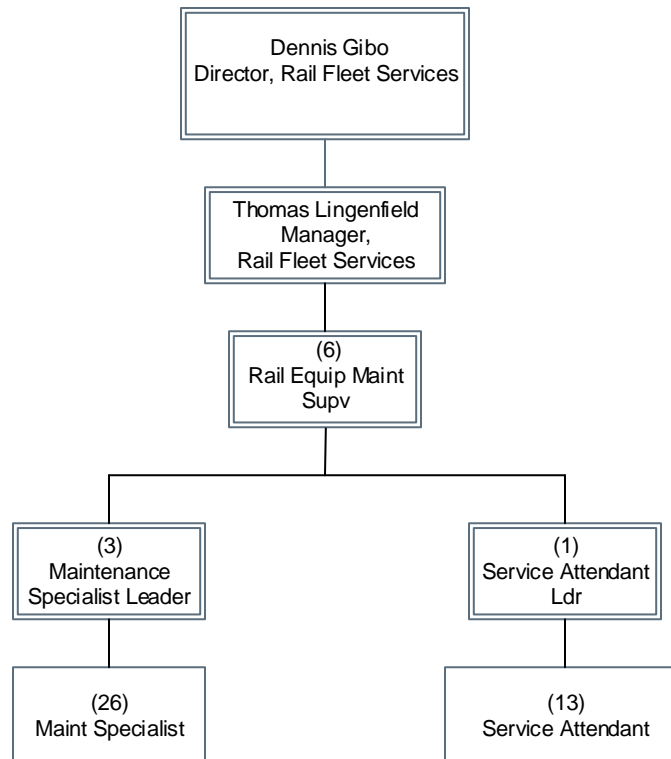 Dennis Gibo
Director, Rail Fleet Services
Thomas Lingenfield
Manager,
Rail Fleet Services
(6)
Rail Equip Maint
Supv
(3)
Maintenance
Specialist Leader
(1)
Service Attendant
Ldr
(26)
Maint Specialist
(13)
Service Attendant